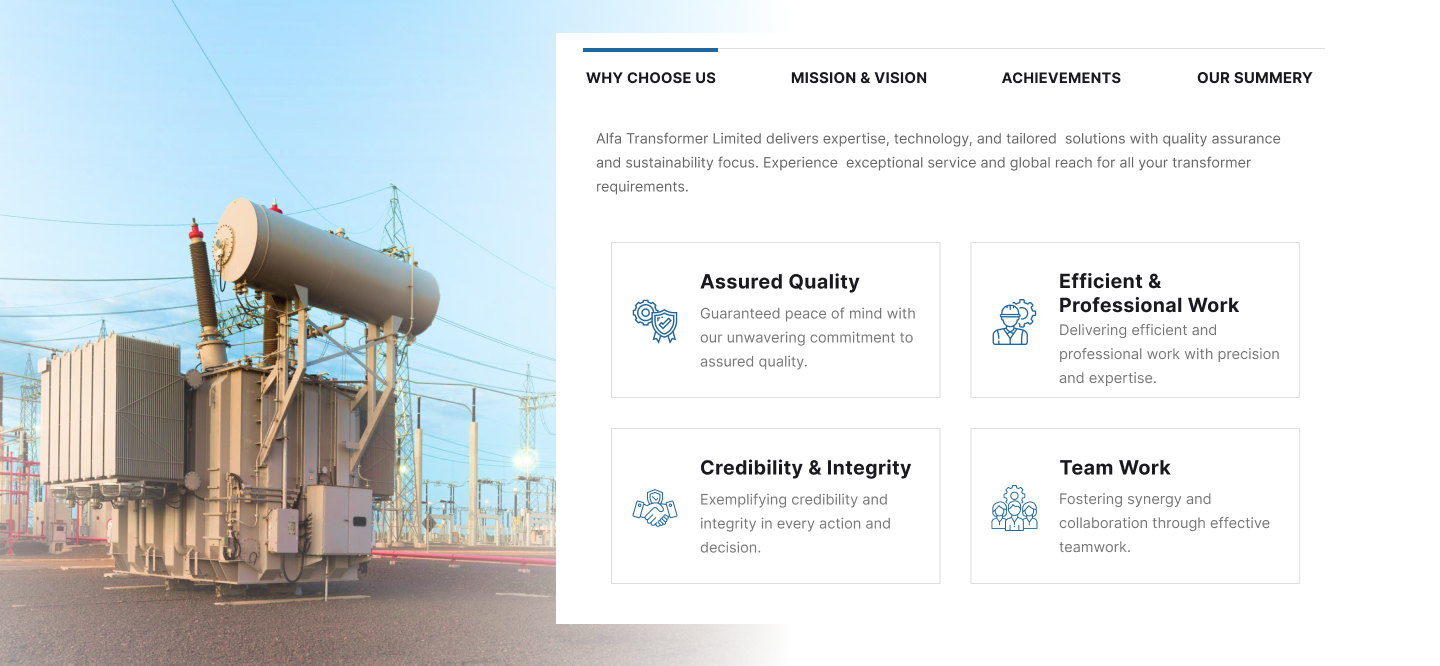 WHY CHOOSE US
MISSION & VISION
ACHIEVEMENTS
OUR SUMMERY
Alfa Transformer Limited delivers expertise, technology, and tailored  solutions with quality assurance
and sustainability focus. Experience  exceptional service and global reach for all your transformer
requirements.
Assured Quality
Guaranteed peace of mind with
our unwavering commitment to
assured quality.
Efficient &
Professional Work
Delivering efficient and
professional work with precision
and expertise.
Credibility & Integrity
Exemplifying credibility and
integrity in every action and
decision.
Team Work
Fostering synergy and
collaboration through effective
teamwork.